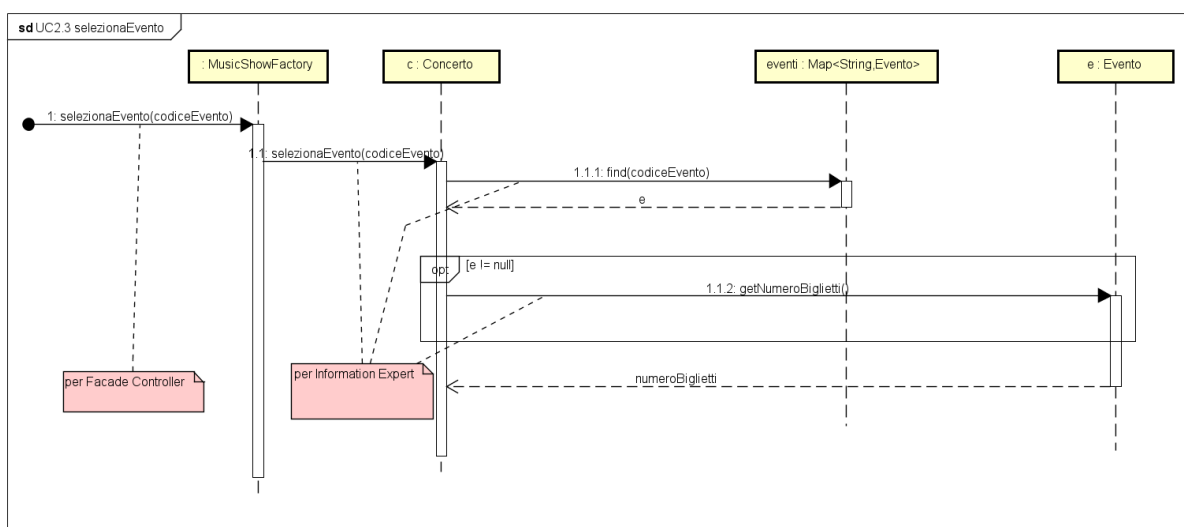 sd UC2.3 selezionaEvento
: MusicShowFactory
c : Concerto
eventi : Map<String,Evento>
e : Evento
1: selezionaEvento(codiceEvento)
1.1: selezionaEvento(codiceEvento)
1.1.1: find(codiceEvento)
e
opt
[e != null]
1.1.2: getNumeroBiglietti()
per Facade Controller
per Information Expert
numeroBiglietti